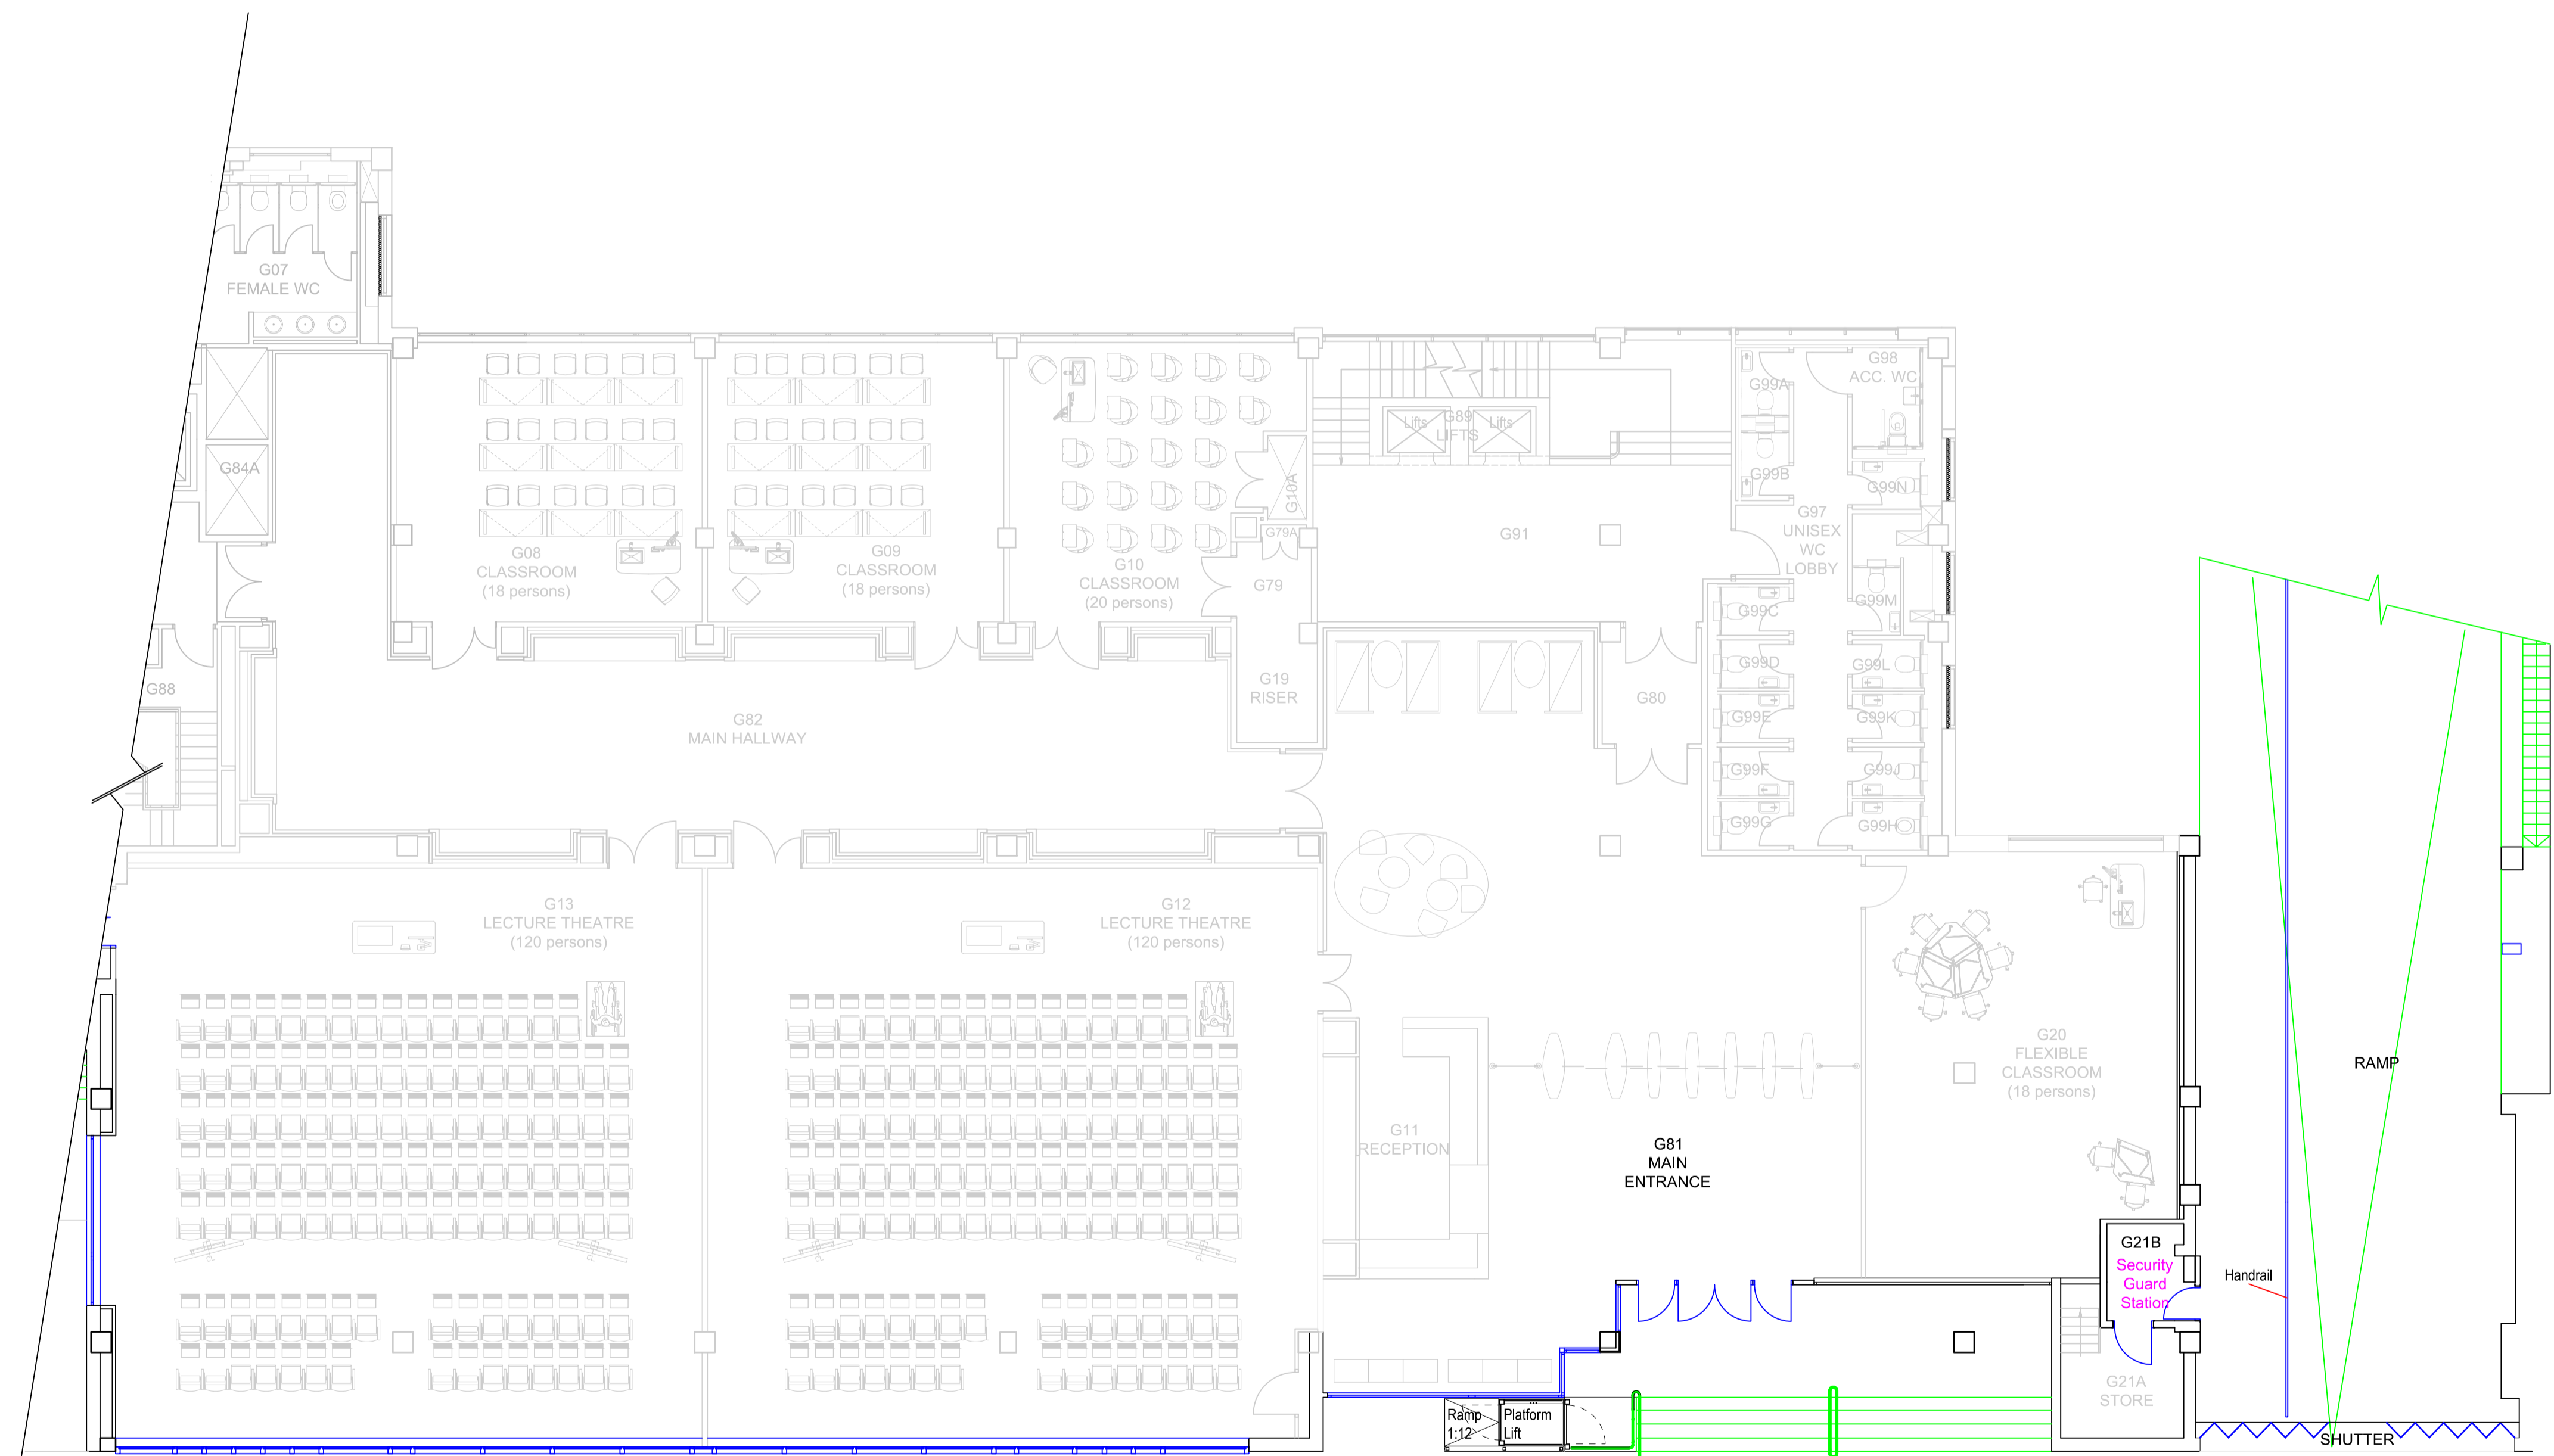 G07
FEMALE WC
G84A
G88
G08
CLASSROOM
(18 persons)
G09
CLASSROOM
(18 persons)
G10
CLASSROOM
(20 persons)
G10A
G79A
G79
G19
RISER
G82
MAIN HALLWAY
Lifts
G89
LIFTS
Lifts
G91
G80
G99A
G99B
G98
ACC. WC
G99N
G97
UNISEX
WC
LOBBY
G99M
G99C
G99D
G99L
G99E
G99K
G99F
G99J
G99G
G99H
G13
LECTURE THEATRE
(120 persons)
G12
LECTURE THEATRE
(120 persons)
G11
RECEPTION
G81
MAIN
ENTRANCE
G20
FLEXIBLE
CLASSROOM
(18 persons)
G21B
Security
Guard
Station
G21A
STORE
Handrail
RAMP
SHUTTER
Ramp
1:12
Platform
Lift